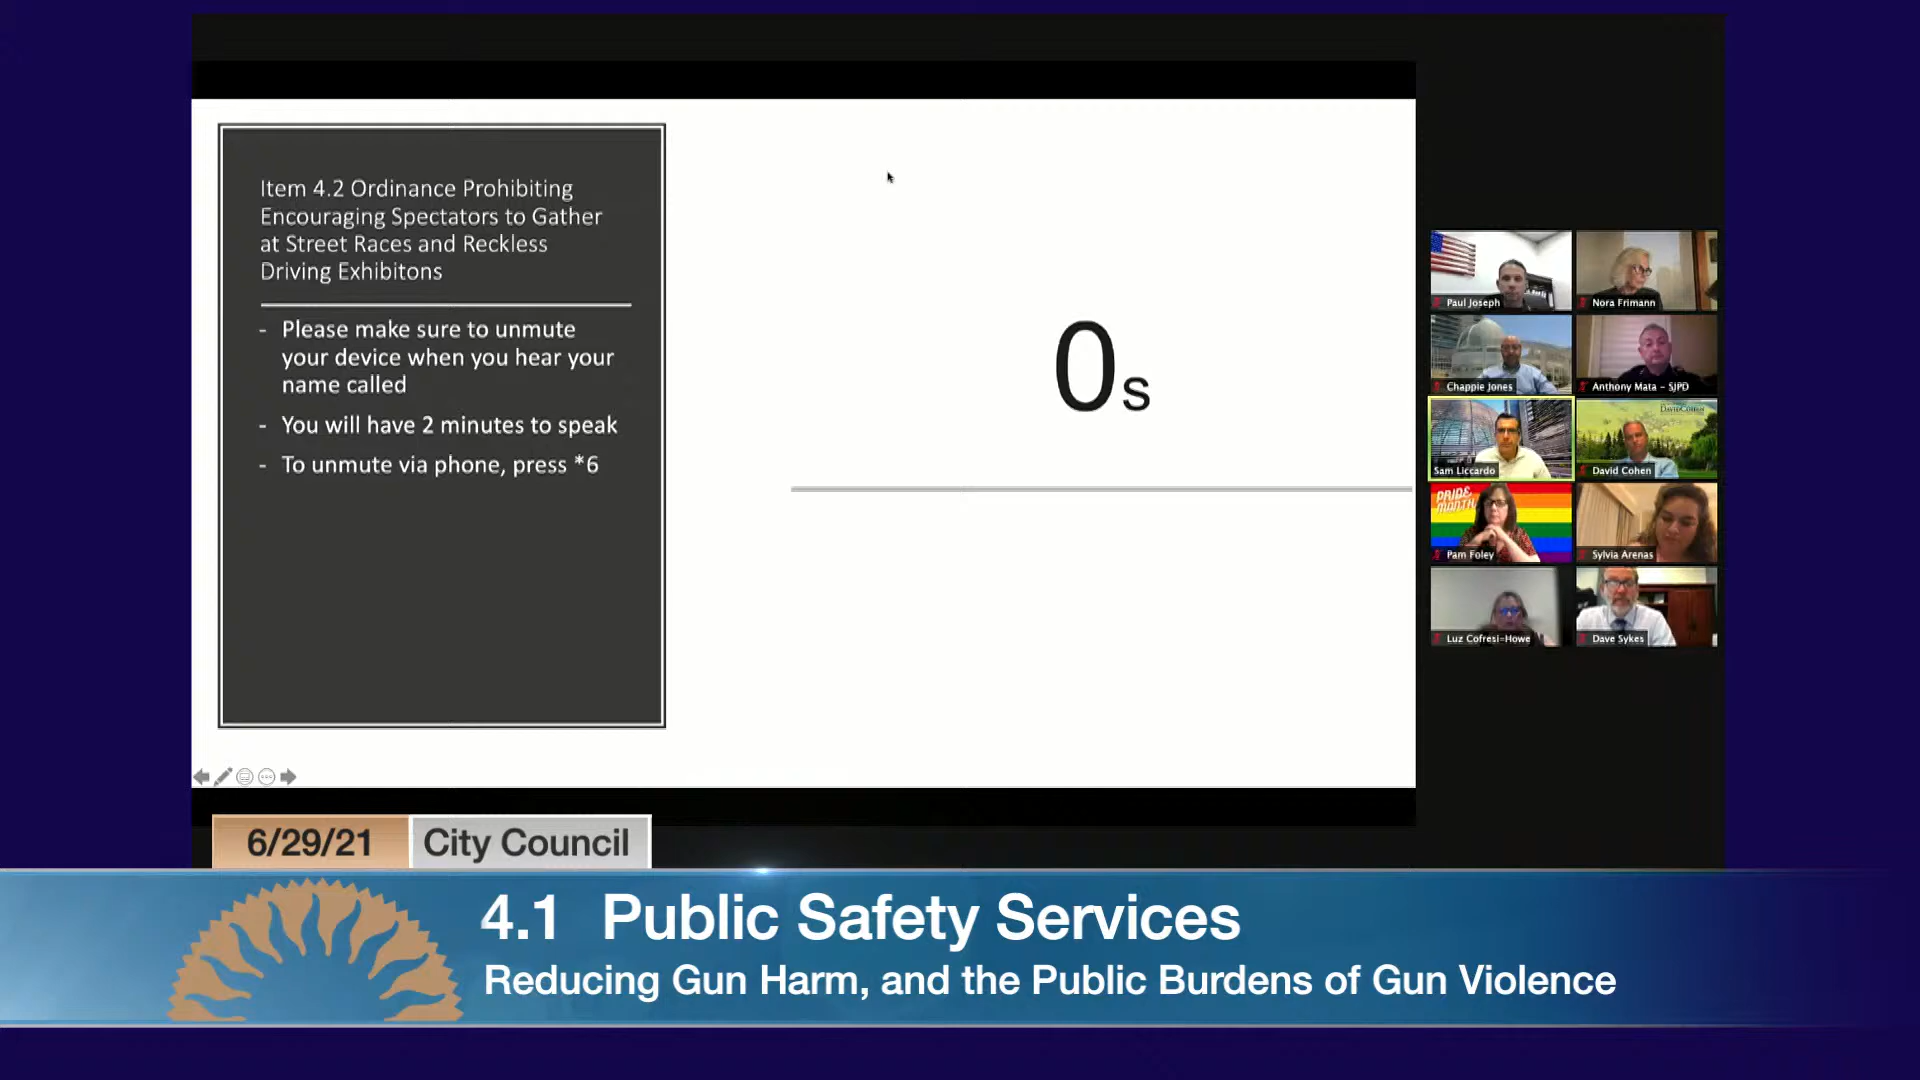 Item 4.2 Ordinance Prohibiting
Encouraging Spectators to Gather
at Street Races and Reckless
Driving Exhibitons
- Please make sure to unmute
your device when you hear your
name called
- You will have 2 minutes to speak
- To unmute via phone, press *6
0s
Paul Joseph
Nora Frimann
Chappie Jones
Anthony Mata - SJPD
Sam Liccardo
DAVID COHEN
David Cohen
PRIDE
MONTH
Pam Foley
Sylvia Arenas
Luz Cofresi-Howe
Dave Sykes
6/29/21
City Council
4.1 Public Safety Services
Reducing Gun Harm, and the Public Burdens of Gun Violence